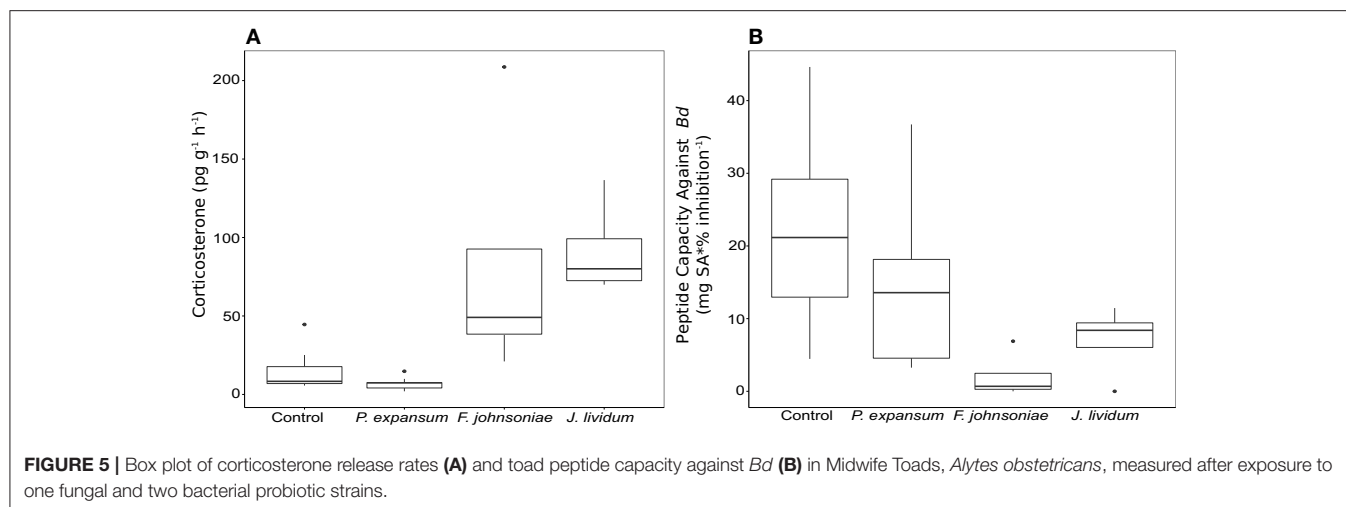 A
Corticosterone (pg g⁻¹ h⁻¹)
200
150
100
50
0
Control P. expansum F. johnsoniae J. lividum
B
Peptide Capacity Against Bd
(mg SA*% inhibition⁻¹)
40
30
20
10
0
Control P. expansum F. johnsoniae J. lividum
FIGURE 5 | Box plot of corticosterone release rates (A) and toad peptide capacity against Bd (B) in Midwife Toads, Alytes obstetricans, measured after exposure to
one fungal and two bacterial probiotic strains.